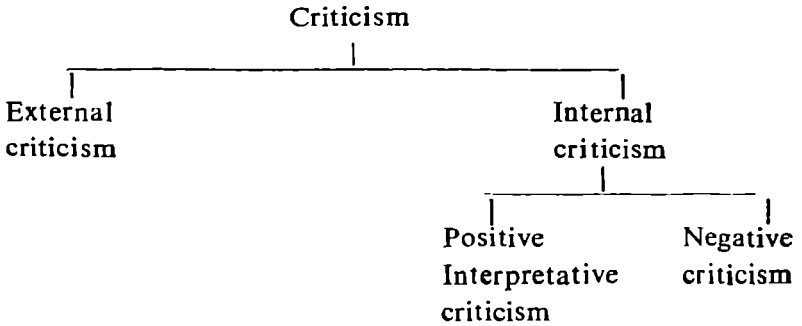 Criticism
External
criticism
Internal
criticism
Positive
Interpretative
criticism
Negative
criticism